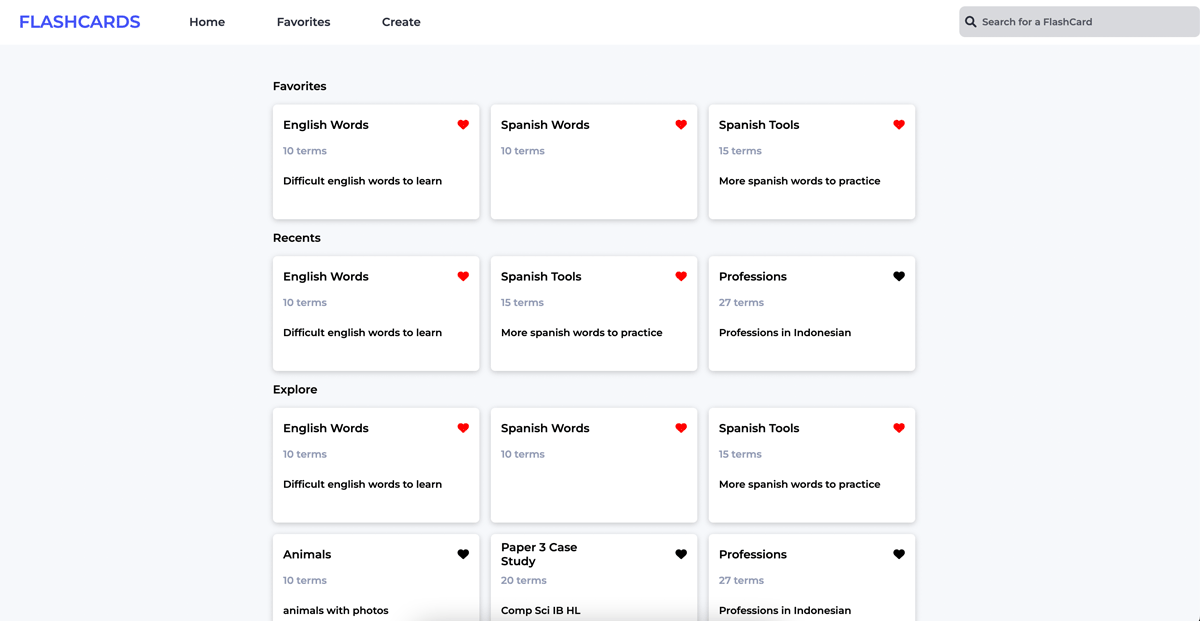 FLASHCARDS Home Favorites Create Search for a FlashCard
Favorites
English Words
10 terms
Difficult english words to learn
Spanish Words
10 terms
Spanish Tools
15 terms
More spanish words to practice
Recents
English Words
10 terms
Difficult english words to learn
Spanish Tools
15 terms
More spanish words to practice
Professions
27 terms
Professions in Indonesian
Explore
English Words
10 terms
Difficult english words to learn
Spanish Words
10 terms
Spanish Tools
15 terms
More spanish words to practice
Animals
10 terms
animals with photos
Paper 3 Case
Study
20 terms
Comp Sci IB HL
Professions
27 terms
Professions in Indonesian